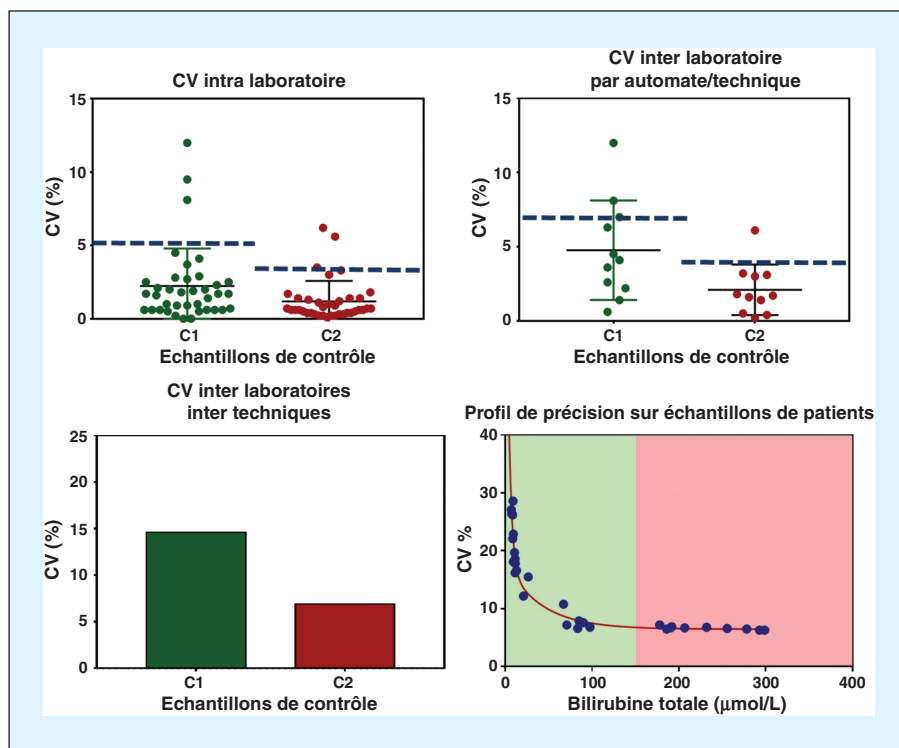 CV intra laboratoire
15
10
5
0
CV (%)
C1 C2
Echantillons de contrôle
CV inter laboratoire
par automate/technique
15
10
5
0
CV (%)
C1 C2
Echantillons de contrôle
CV inter laboratoires
inter techniques
25
20
15
10
5
0
CV (%)
C1 C2
Echantillons de contrôle
Profil de précision sur échantillons de patients
40
30
20
10
0
CV %
0 100 200 300 400
Bilirubine totale (μmol/L)